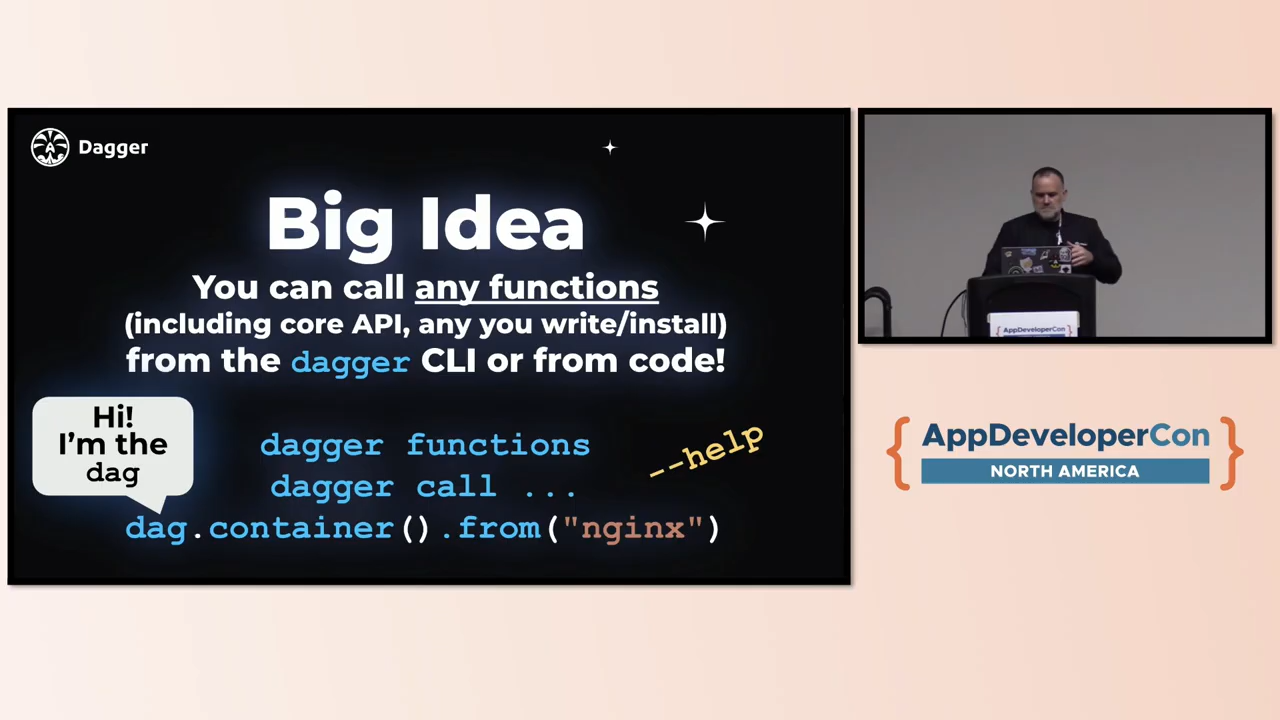 Dagger
Big Idea
You can call any functions
(including core API, any you write/install)
from the dagger CLI or from code!
Hi!
I'm the
dag
dagger functions
dagger call ...
dag.container().from("nginx")
--help
AppDeveloperCon
AppDeveloperCon
NORTH AMERICA